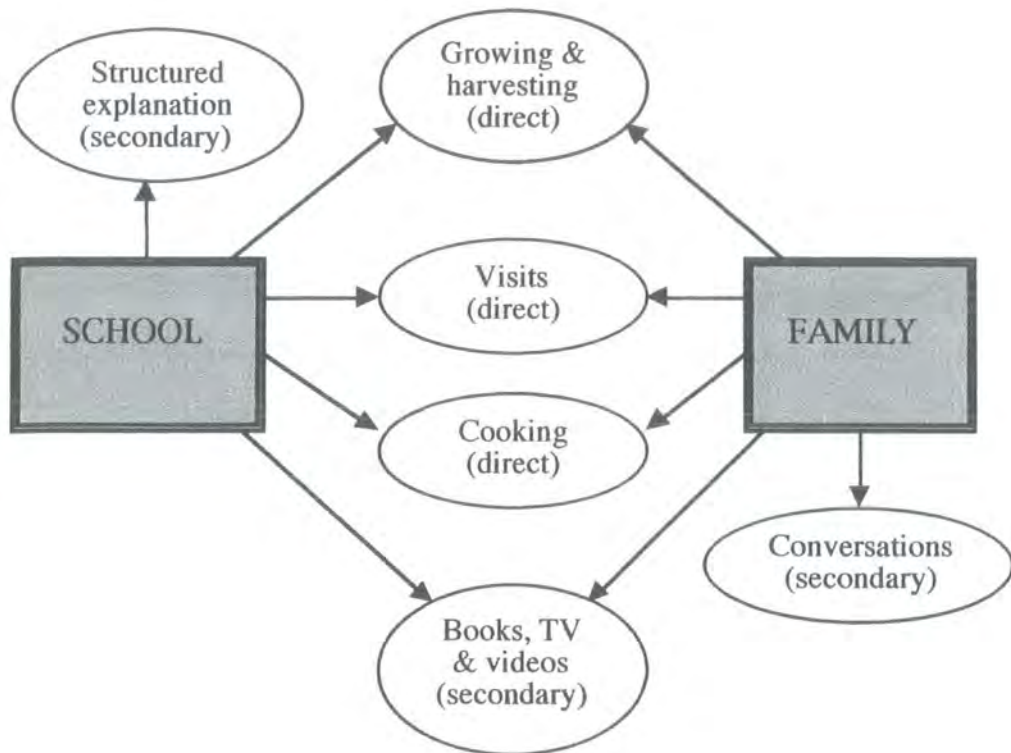 Structured
explanation
(secondary)
Growing &
harvesting
(direct)
SCHOOL
Visits
(direct)
FAMILY
Cooking
(direct)
Conversations
(secondary)
Books, TV
& videos
(secondary)